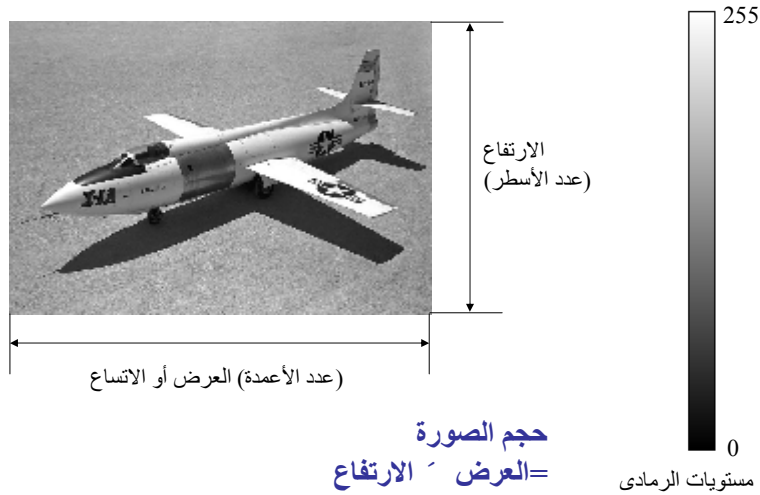 255
الارتفاع
(عدد الأسطر)
(عدد الأعمدة) العرض أو الاتساع
حجم الصورة
=العرض ´ الارتفاع
0
مستويات الرمادى